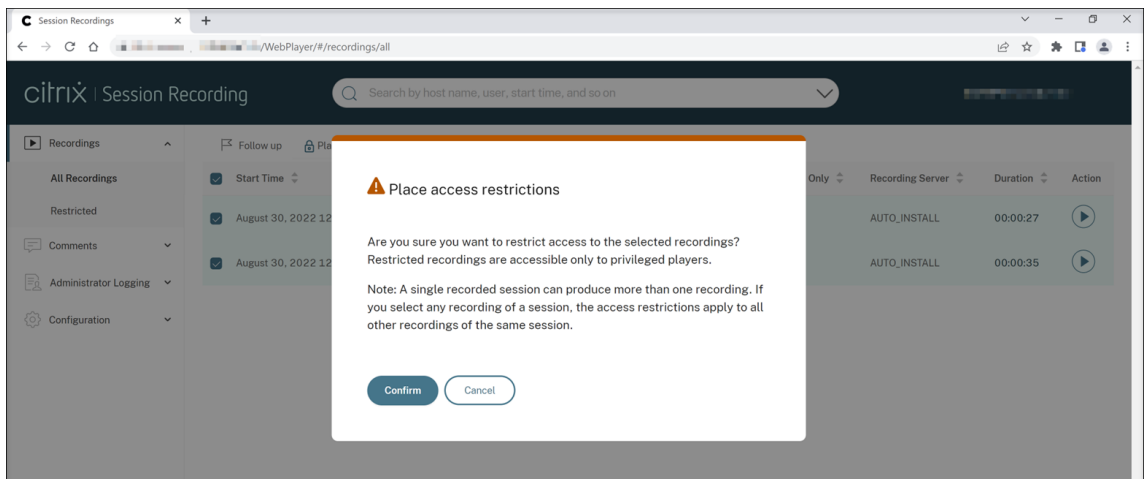 Session Recordings
/WebPlayer/#/recordings/all
citrix | Session Recording
Search by host name, user, start time, and so on
Recordings
Follow up
All Recordings
Start Time
Only
Recording Server
Duration
Action
Restricted
August 30, 2022 12
AUTO_INSTALL
00:00:27
Comments
August 30, 2022 12
AUTO_INSTALL
00:00:35
Administrator Logging
Configuration
Place access restrictions
Are you sure you want to restrict access to the selected recordings?
Restricted recordings are accessible only to privileged players.
Note: A single recorded session can produce more than one recording. If
you select any recording of a session, the access restrictions apply to all
other recordings of the same session.
Confirm
Cancel